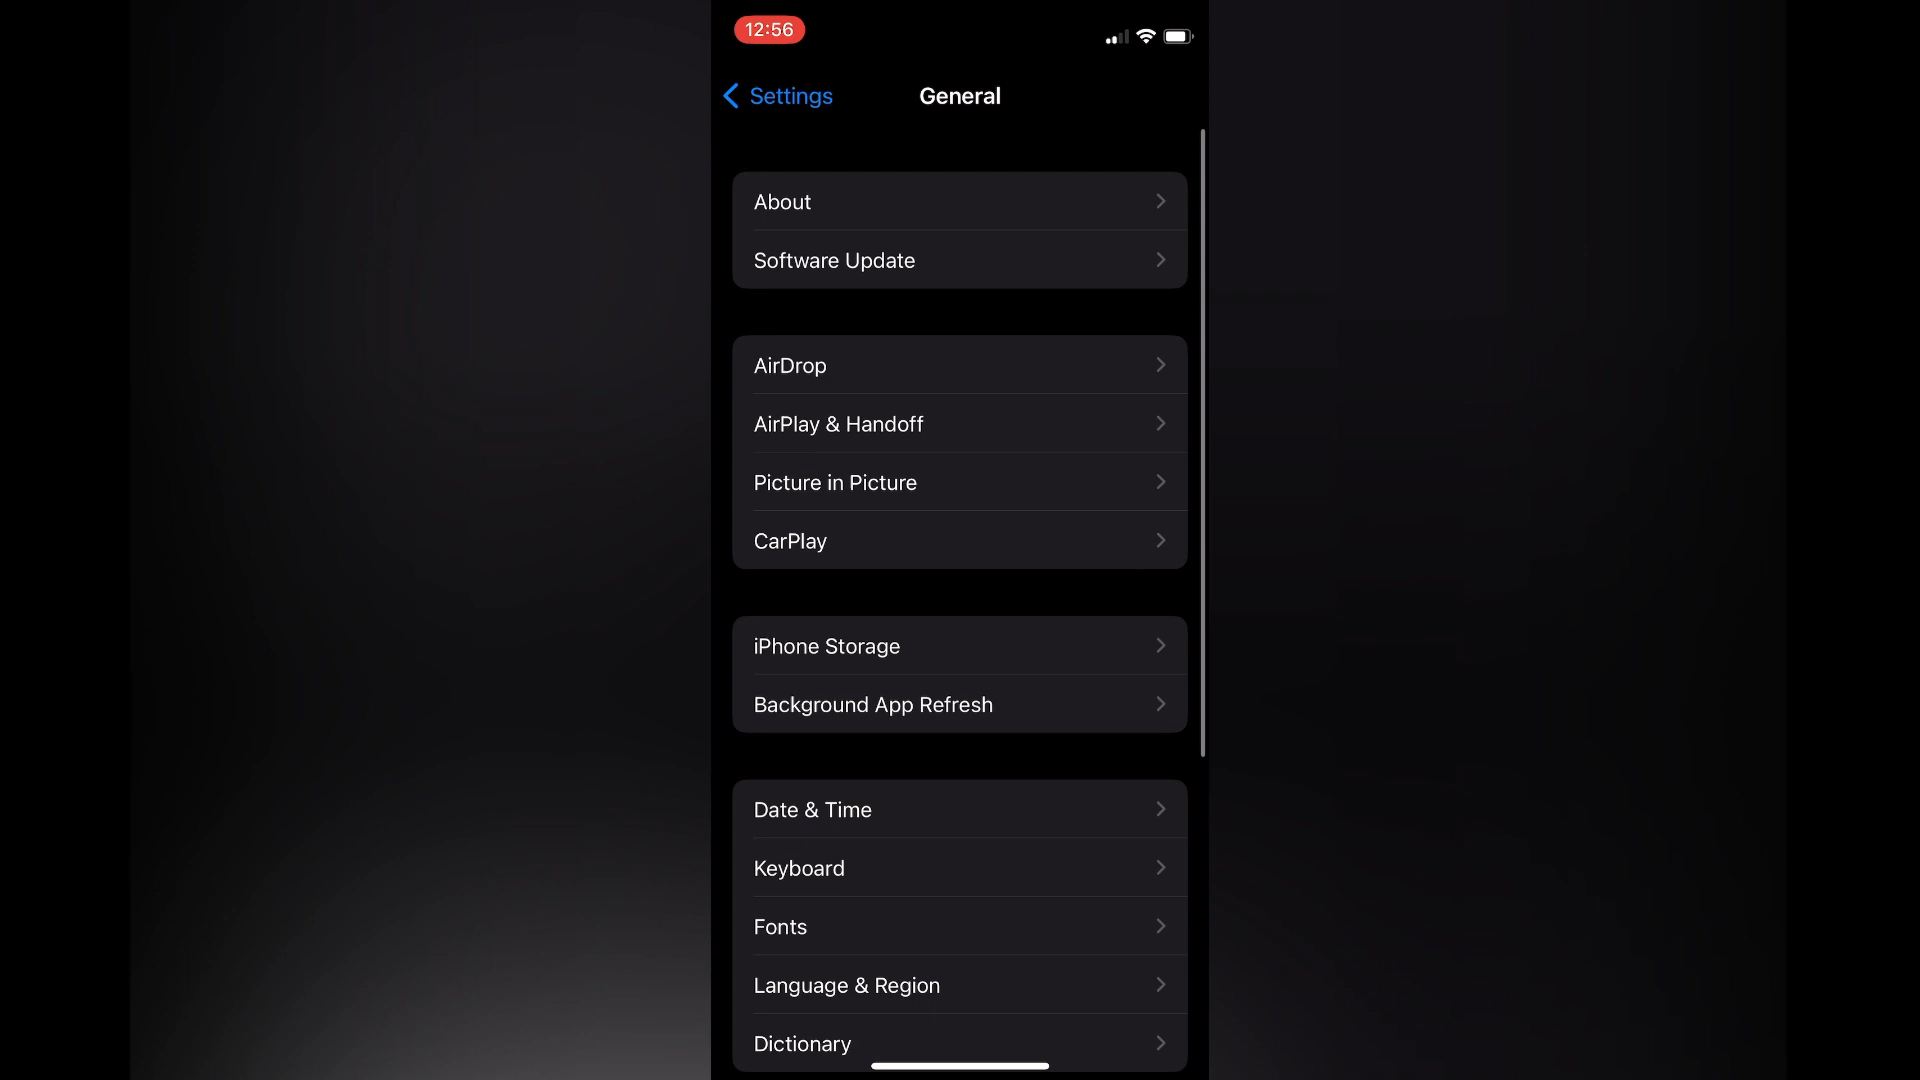 12:56
Settings
General
About
Software Update
AirDrop
AirPlay & Handoff
Picture in Picture
CarPlay
iPhone Storage
Background App Refresh
Date & Time
Keyboard
Fonts
Language & Region
Dictionary